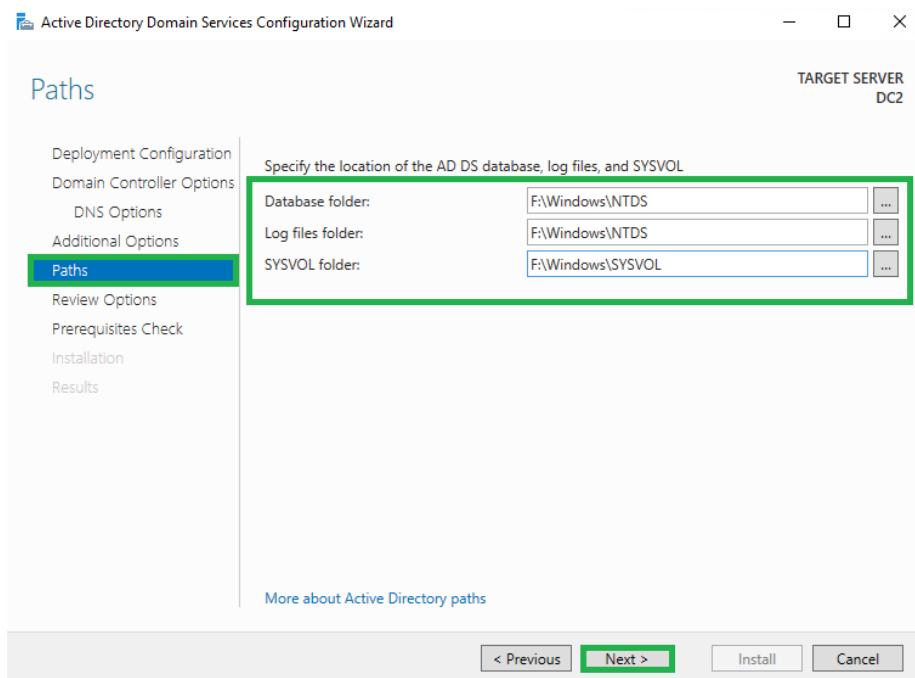 Active Directory Domain Services Configuration Wizard
Paths
TARGET SERVER
DC2
Deployment Configuration
Domain Controller Options
DNS Options
Additional Options
Paths
Review Options
Prerequisites Check
Installation
Results
Specify the location of the AD DS database, log files, and SYSVOL
Database folder: F:\Windows\NTDS ...
Log files folder: F:\Windows\NTDS ...
SYSVOL folder: F:\Windows\SYSVOL ...
More about Active Directory paths
< Previous Next > Install Cancel